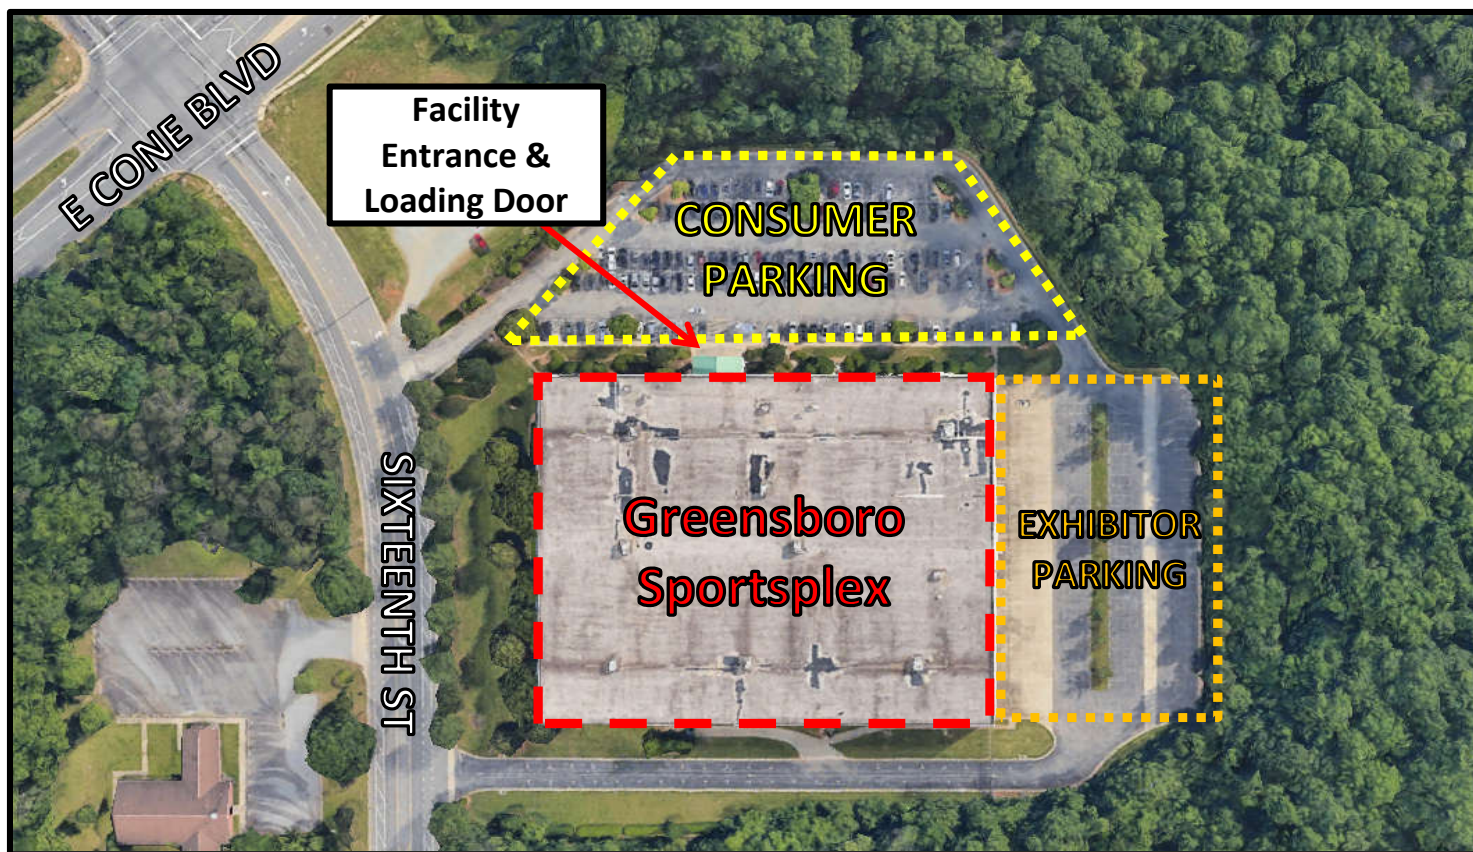 E CONE BLVD
Facility
Entrance &
Loading Door
CONSUMER
PARKING
SIXTEENTH ST
Greensboro
Sportsplex
EXHIBITOR
PARKING